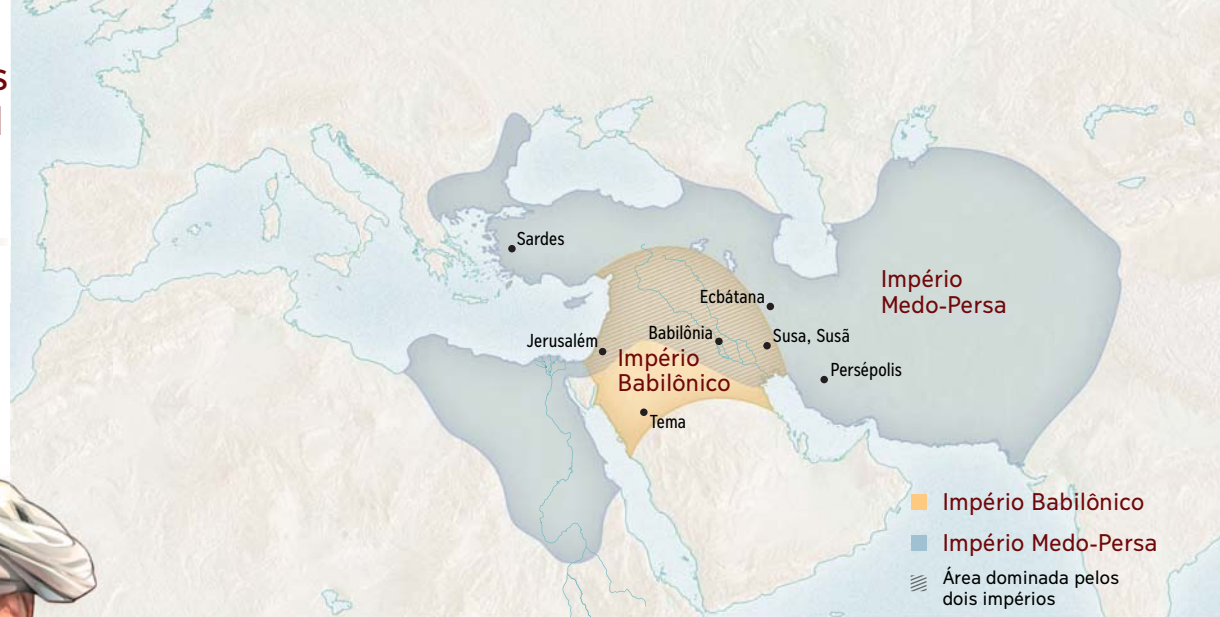 s
Sardes
Ecbátana
Império
Medo-Persa
Babilônia
Susa, Susã
Jerusalém
Império
Babilônico
Persépolis
Tema
Império Babilônico
Império Medo-Persa
Área dominada pelos
dois impérios